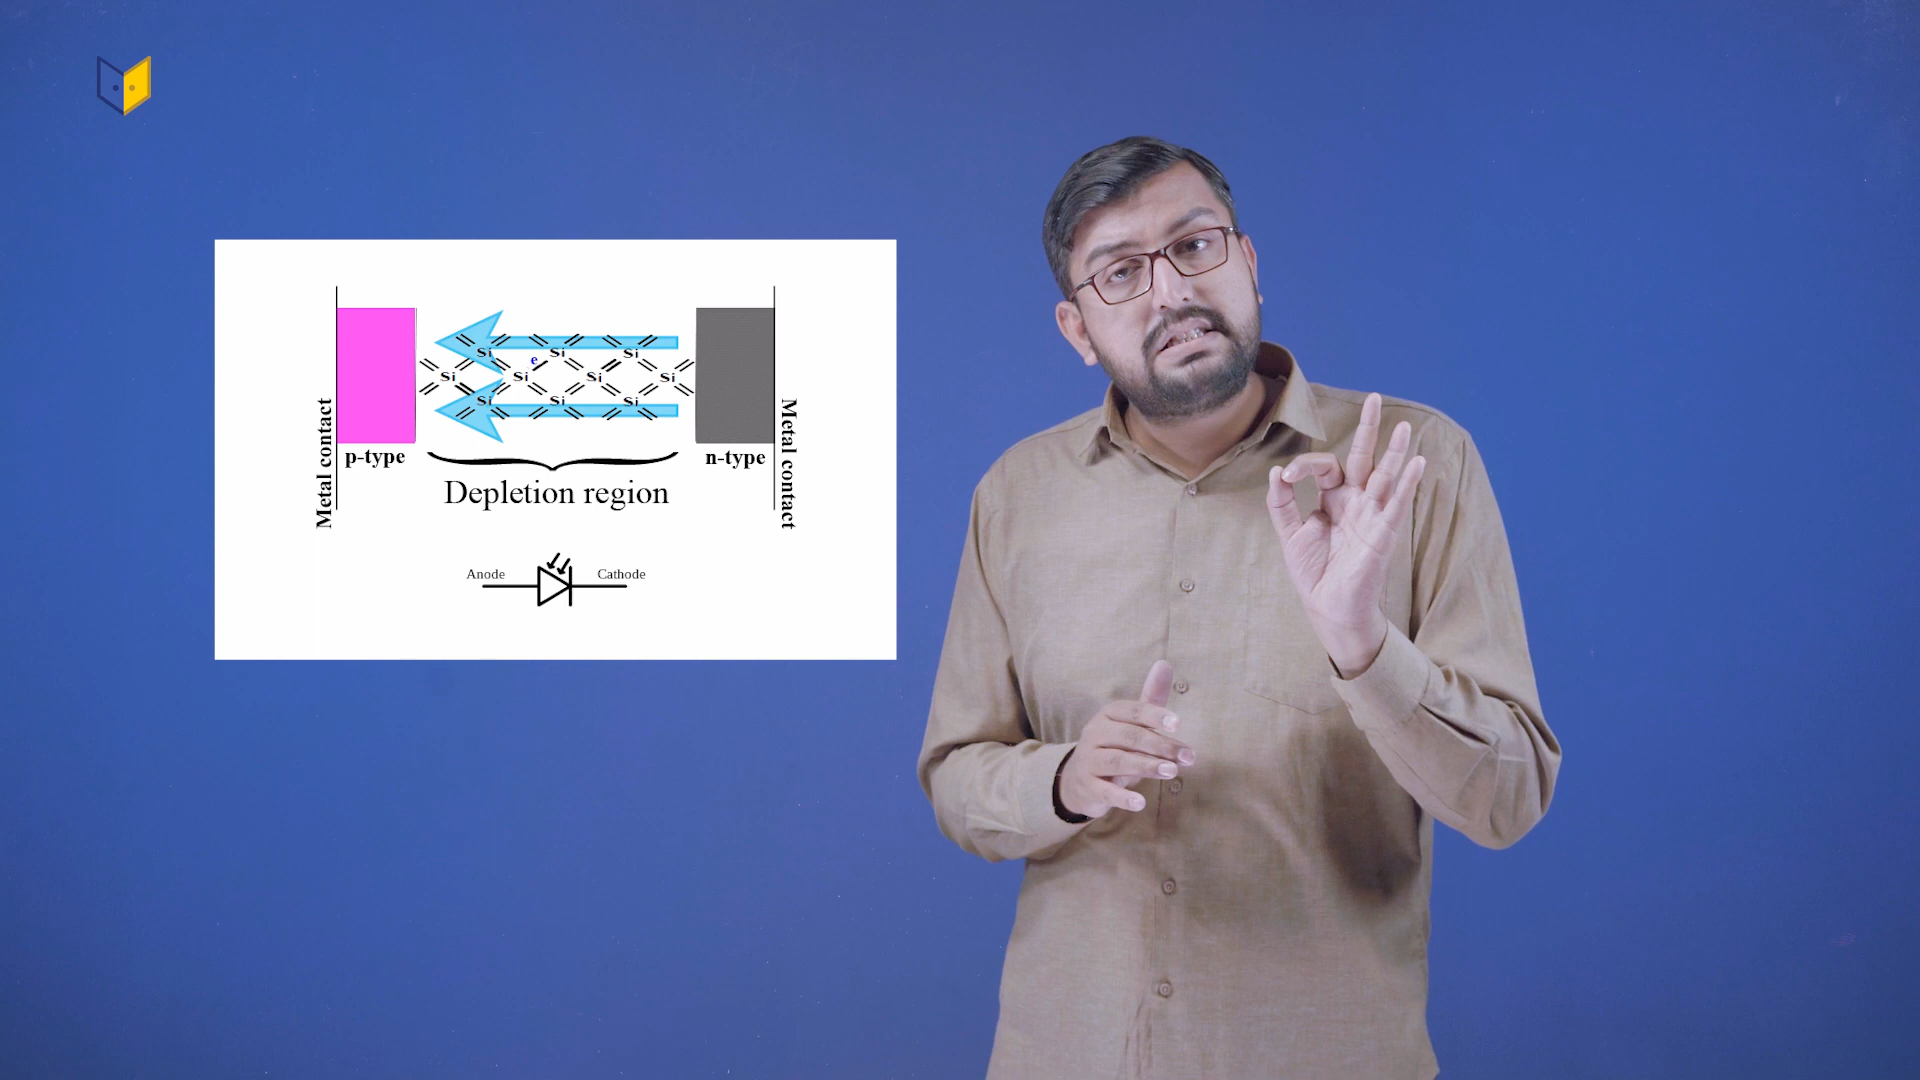 Si Si Si
e
Si Si Si Si
Si Si Si
Metal contact
p-type
n-type
Metal contact
Depletion region
Anode
Cathode